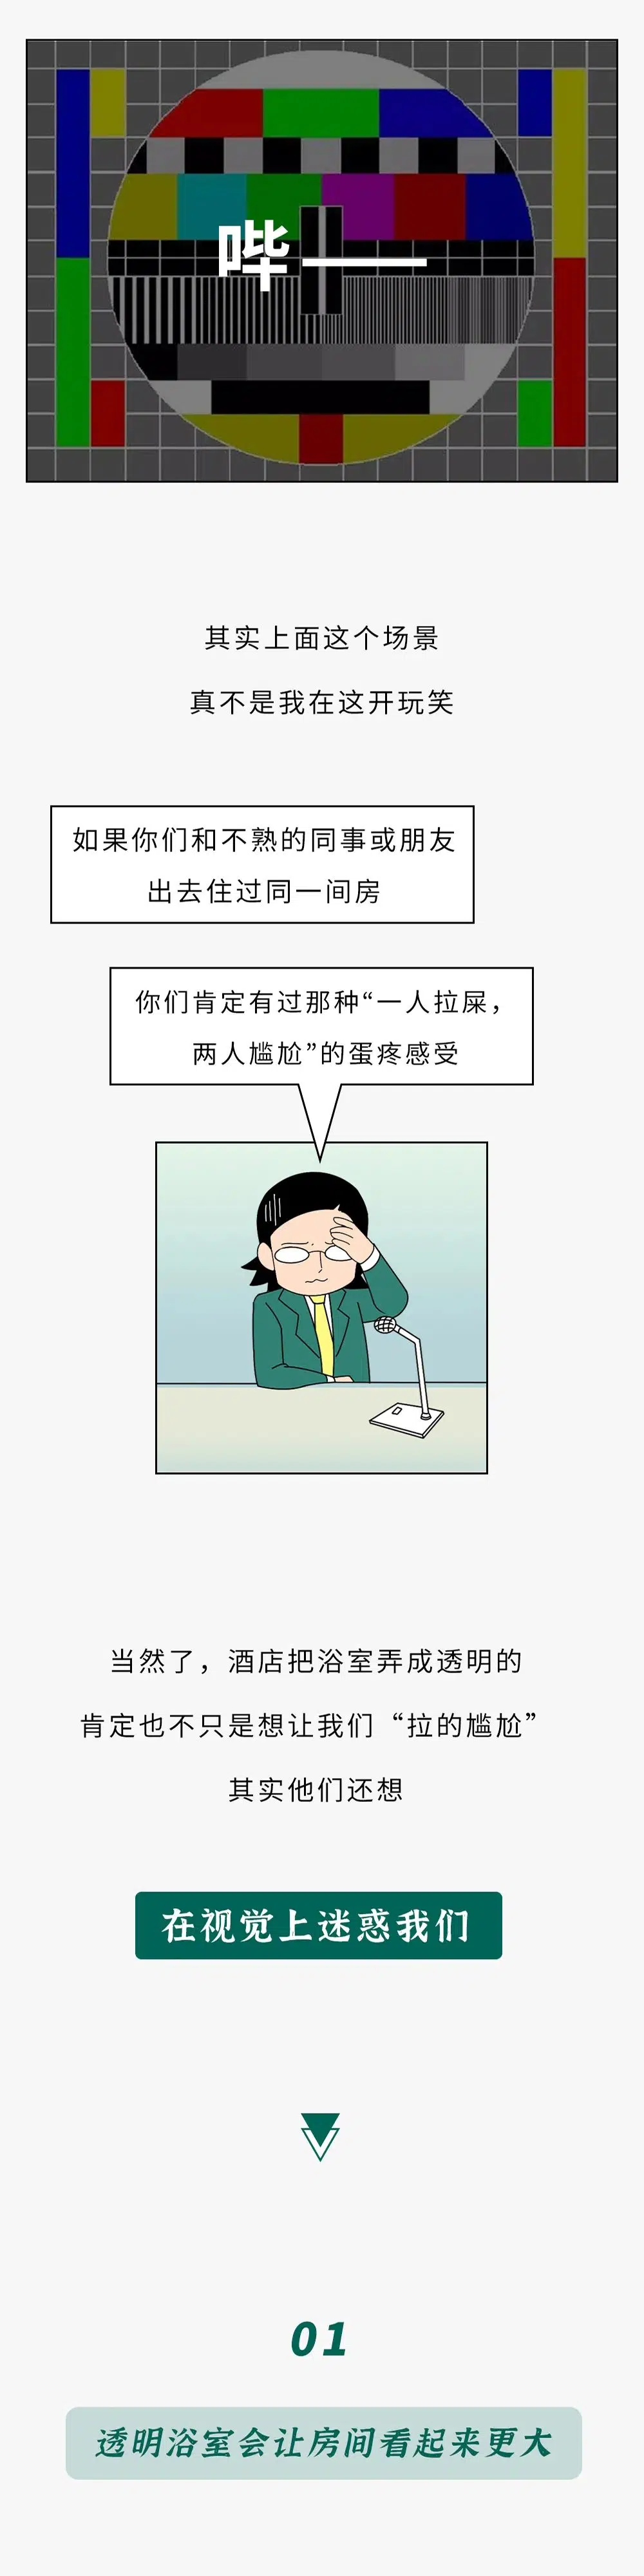 哔——
其实上面这个场景
真不是我在这开玩笑
如果你们和不熟的同事或朋友
出去住过同一间房
你们肯定有过那种“一人拉屎，
两人尴尬”的蛋疼感受
当然了，酒店把浴室弄成透明的
肯定也不只是想让我们“拉的尴尬”
其实他们还想
在视觉上迷惑我们
01
透明浴室会让房间看起来更大